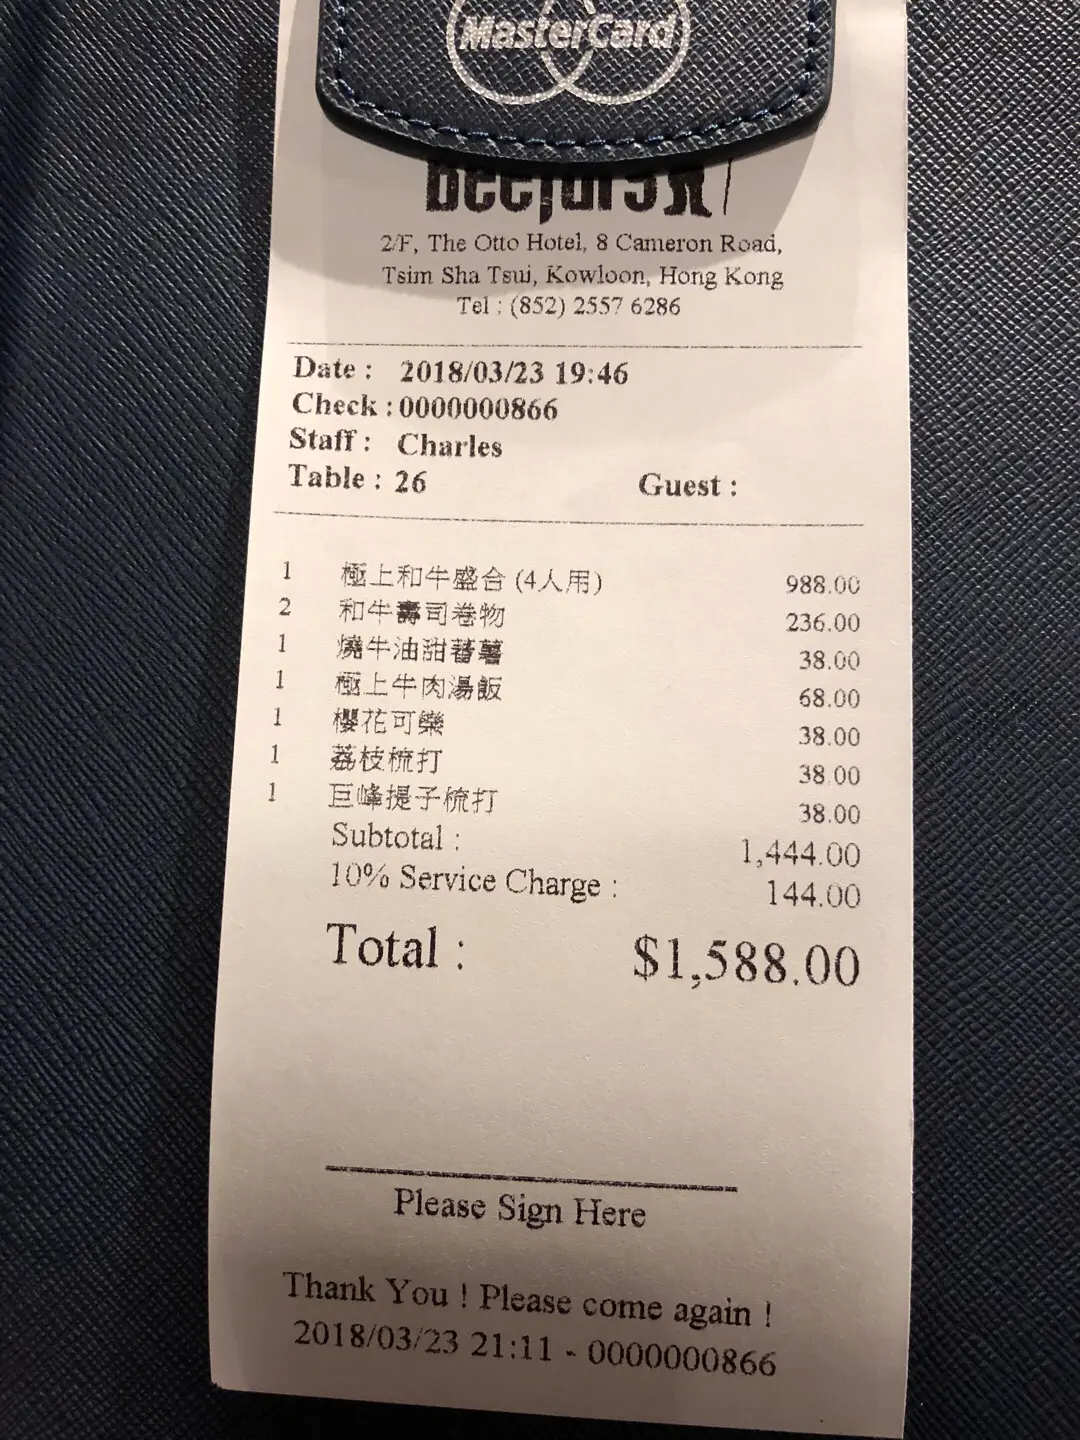 MasterCard
2/F, The Otto Hotel, 8 Cameron Road,
Tsim Sha Tsui, Kowloon, Hong Kong
Tel : (852) 2557 6286
Date : 2018/03/23 19:46
Check : 0000000866
Staff : Charles
Table : 26 Guest :
1 極上和牛盛合 (4人用) 988.00
2 和牛壽司卷物 236.00
1 燒牛油甜蕃薯 38.00
1 極上牛肉湯飯 68.00
1 櫻花可樂 38.00
1 荔枝梳打 38.00
1 巨峰提子梳打 38.00
Subtotal : 1,444.00
10% Service Charge : 144.00
Total : $1,588.00
Please Sign Here
Thank You ! Please come again !
2018/03/23 21:11 - 0000000866